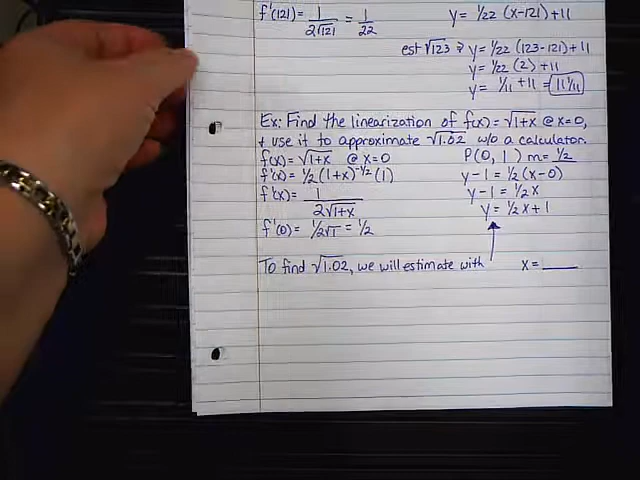 f'(121) = 1/2√121 = 1/22 y = 1/22 (x-121)+11
est √123 → y = 1/22 (123-121)+11
y = 1/22 (2) +11
y = 1/11 +11 = 11 1/11
Ex: Find the linearization of f(x) = √1+x @ x=0,
+ use it to approximate √1.02 w/o a calculator.
f(x) = √1+x @ x=0 P(0, 1) m = 1/2
f'(x) = 1/2 (1+x)^-1/2 (1) y-1 = 1/2 (x-0)
f'(x) = 1/2√1+x y-1 = 1/2x
y = 1/2x+1
f'(0) = 1/2√1 = 1/2
To find √1.02, we will estimate with x = ____